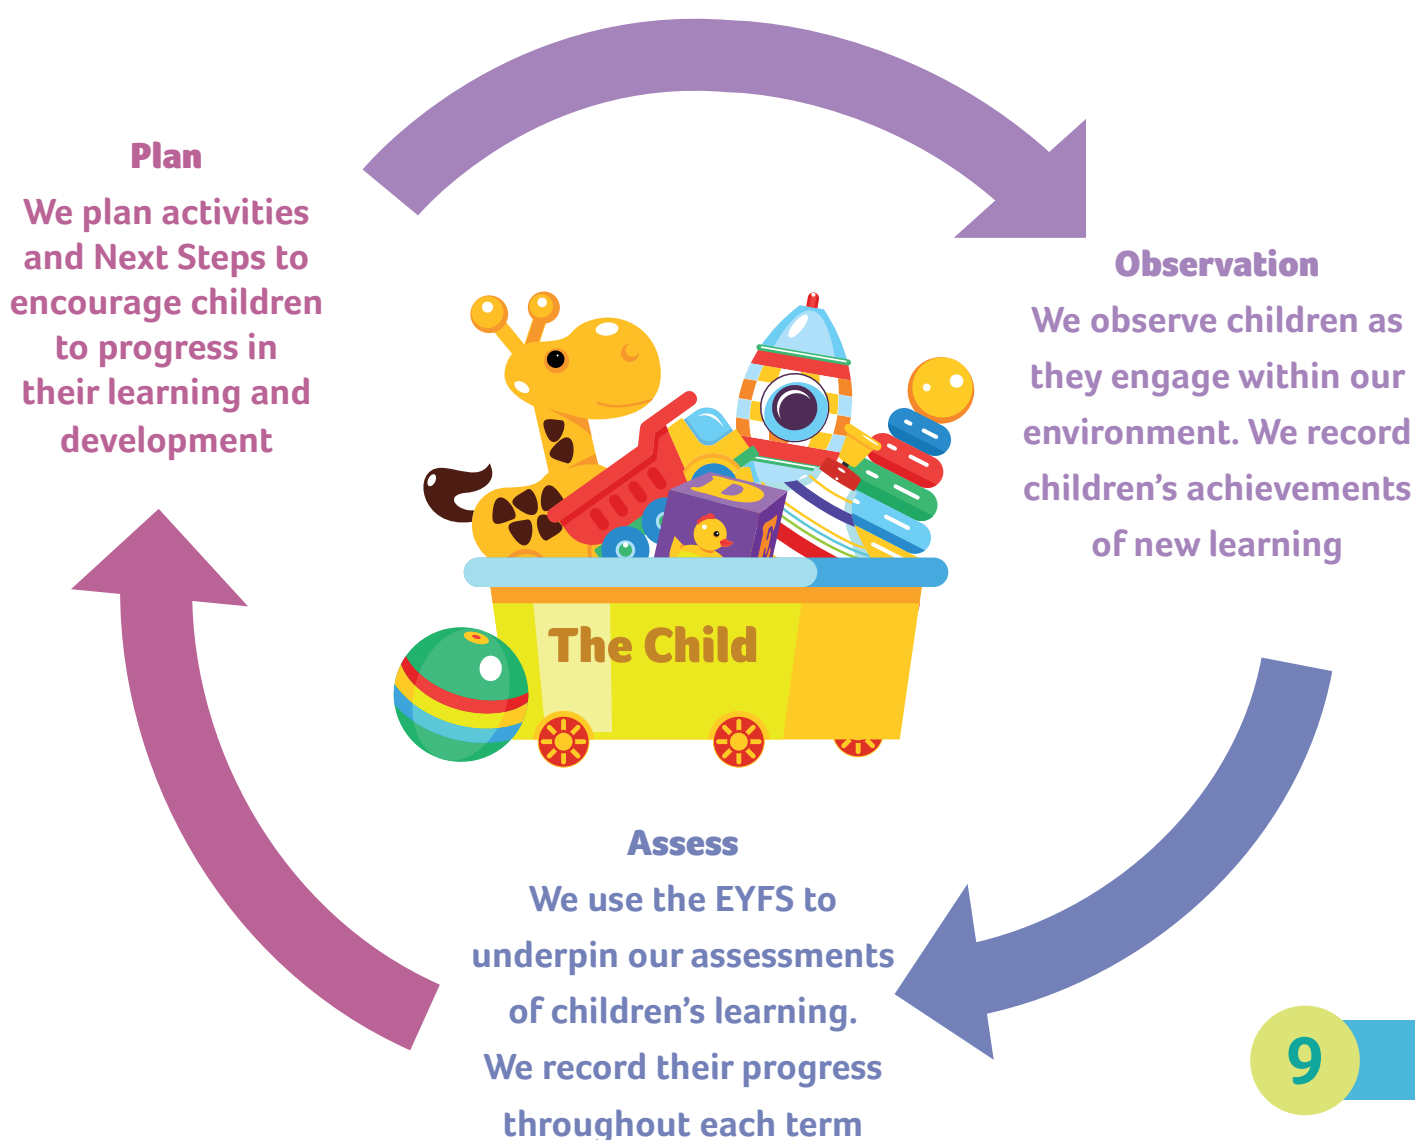 Plan
We plan activities
and Next Steps to
encourage children
to progress in
their learning and
development
Observation
We observe children as
they engage within our
environment. We record
children’s achievements
of new learning
The Child
Assess
We use the EYFS to
underpin our assessments
of children’s learning.
We record their progress
throughout each term
9